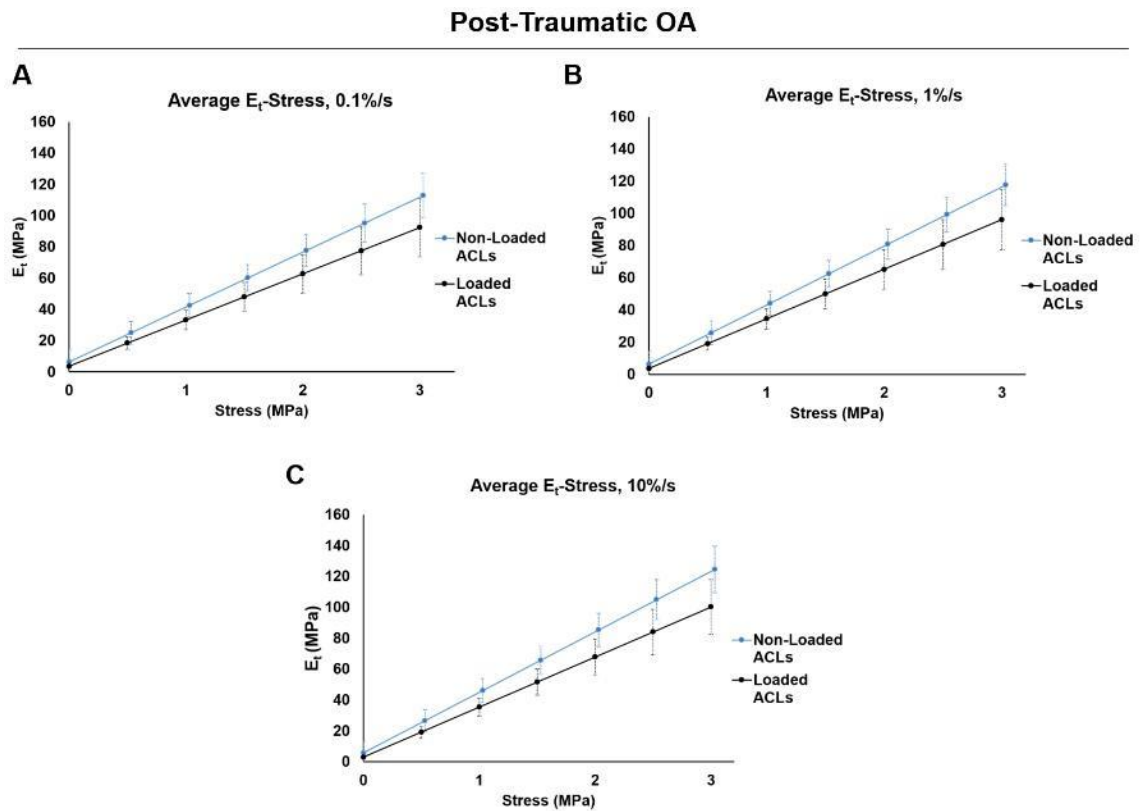 Post-Traumatic OA
A
Average Et-Stress, 0.1%/s
160
140
120
100
80
60
40
20
0
Et (MPa)
0 1 2 3
Stress (MPa)
Non-Loaded
ACLs
Loaded
ACLs
B
Average Et-Stress, 1%/s
160
140
120
100
80
60
40
20
0
Et (MPa)
0 1 2 3
Stress (MPa)
Non-Loaded
ACLs
Loaded
ACLs
C
Average Et-Stress, 10%/s
160
140
120
100
80
60
40
20
0
Et (MPa)
0 1 2 3
Stress (MPa)
Non-Loaded
ACLs
Loaded
ACLs